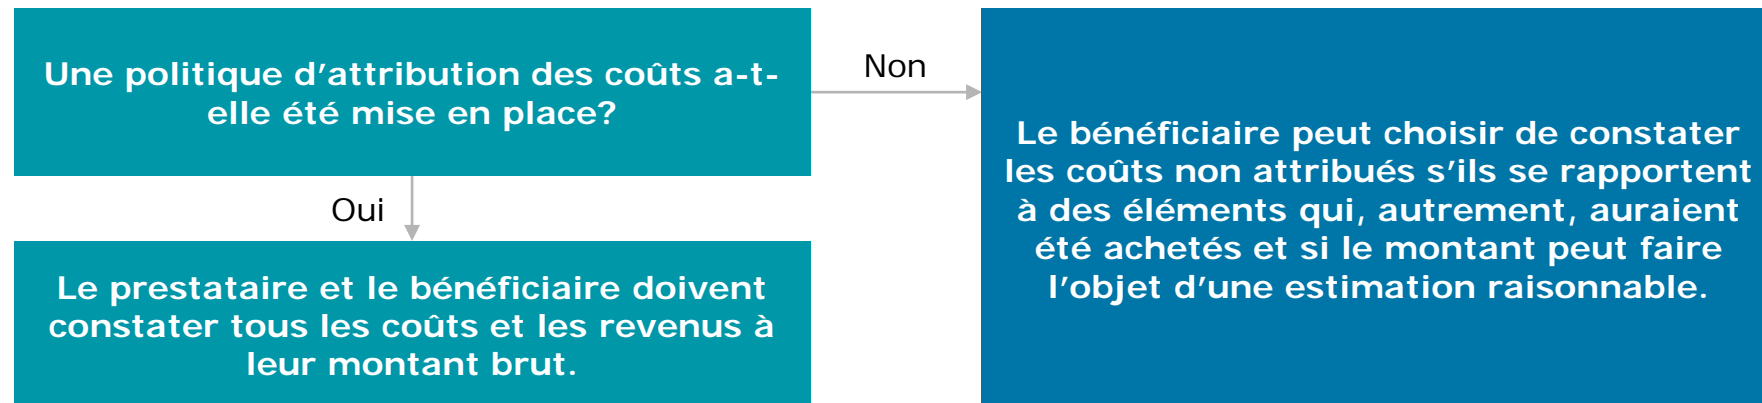 Une politique d'attribution des coûts a-t-
elle été mise en place?
Non
Oui
Le prestataire et le bénéficiaire doivent
constater tous les coûts et les revenus à
leur montant brut.
Le bénéficiaire peut choisir de constater
les coûts non attribués s'ils se rapportent
à des éléments qui, autrement, auraient
été achetés et si le montant peut faire
l'objet d'une estimation raisonnable.